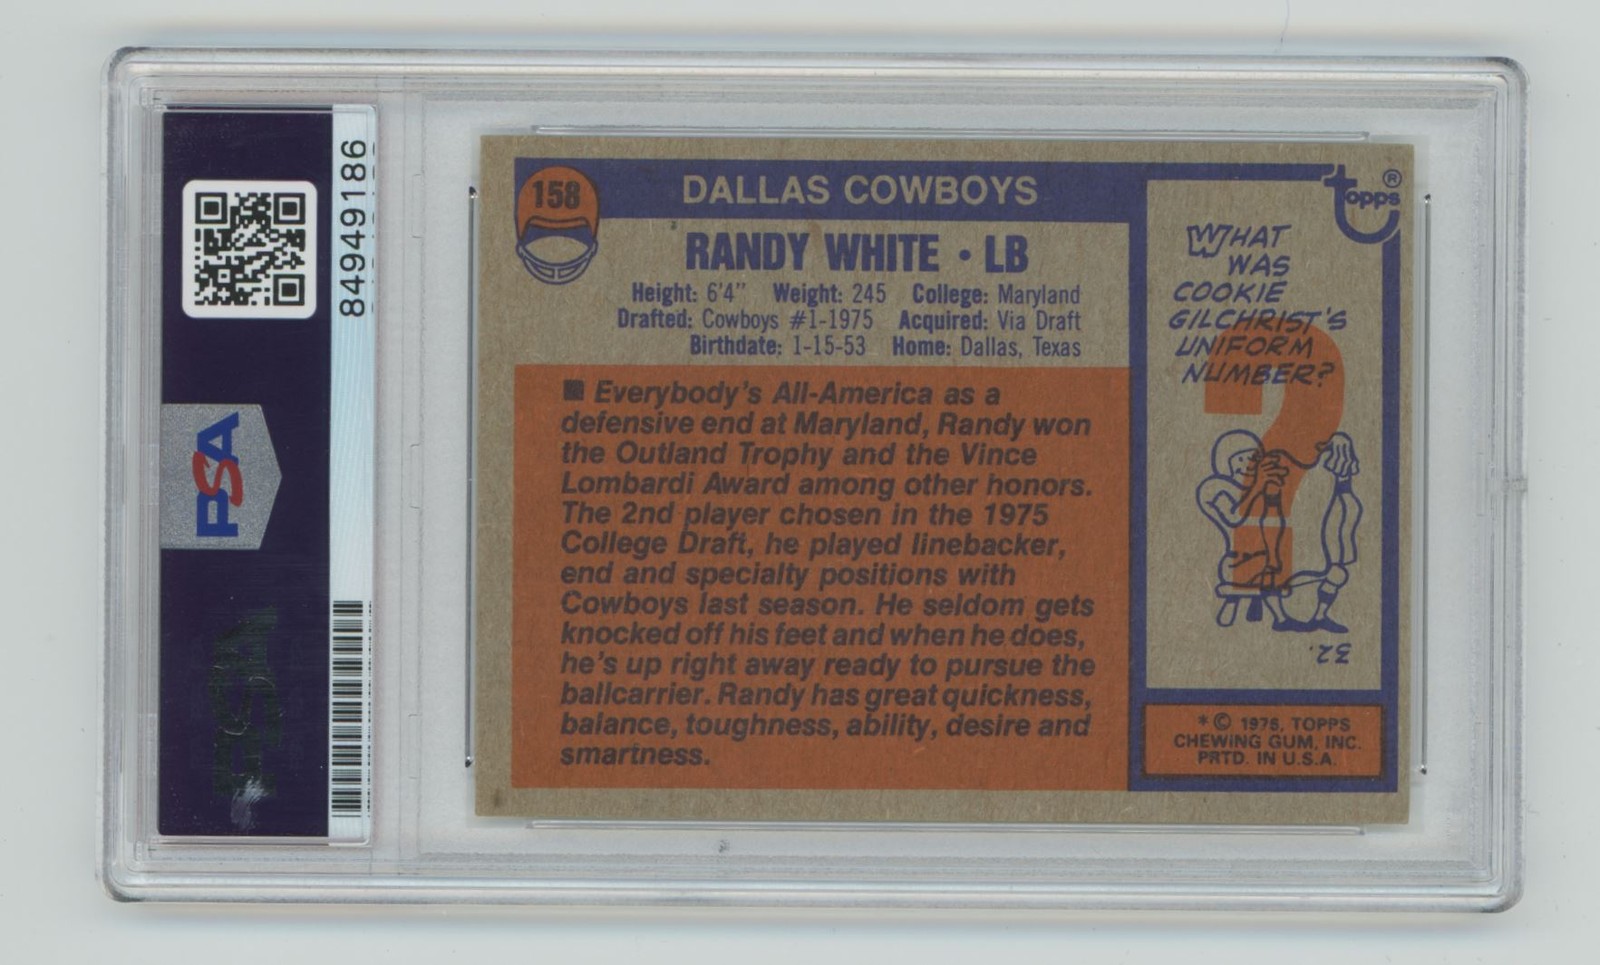 84949186
PSA
158
DALLAS COWBOYS
RANDY WHITE • LB
Height: 6'4" Weight: 245 College: Maryland
Drafted: Cowboys #1-1975 Acquired: Via Draft
Birthdate: 1-15-53 Home: Dallas, Texas
■ Everybody's All-America as a
defensive end at Maryland, Randy won
the Outland Trophy and the Vince
Lombardi Award among other honors.
The 2nd player chosen in the 1975
College Draft, he played linebacker,
end and specialty positions with
Cowboys last season. He seldom gets
knocked off his feet and when he does,
he's up right away ready to pursue the
ballcarrier. Randy has great quickness,
balance, toughness, ability, desire and
smartness.
topps®
WHAT
WAS
COOKIE
GILCHRIST'S
UNIFORM
NUMBER?
?
32
*© 1976, TOPPS
CHEWING GUM, INC.
PRTD. IN U.S.A.